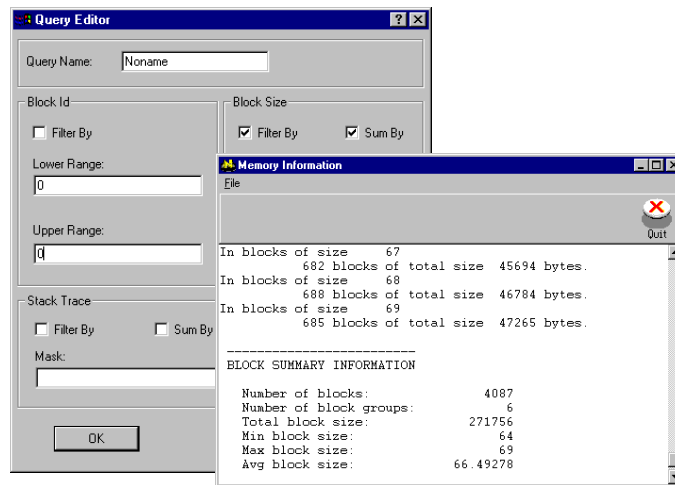 Query Editor
Query Name: Noname
Block Id
Filter By
Lower Range:
0
Upper Range:
0
Block Size
Filter By Sum By
Stack Trace
Filter By Sum By
Mask:
OK
Memory Information
File
Quit
In blocks of size 67
682 blocks of total size 45694 bytes.
In blocks of size 68
688 blocks of total size 46784 bytes.
In blocks of size 69
685 blocks of total size 47265 bytes.
--------------------------
BLOCK SUMMARY INFORMATION
Number of blocks: 4087
Number of block groups: 6
Total block size: 271756
Min block size: 64
Max block size: 69
Avg block size: 66.49278